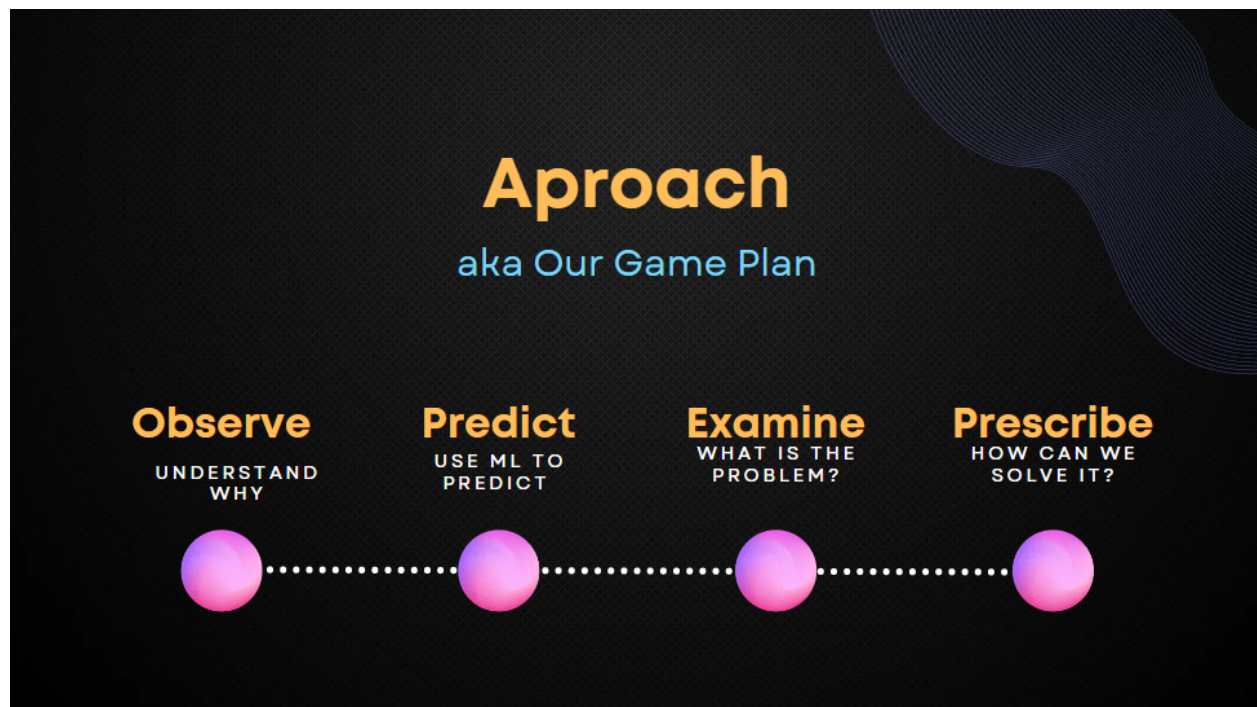 Aproach
aka Our Game Plan
Observe
UNDERSTAND
WHY
Predict
USE ML TO
PREDICT
Examine
WHAT IS THE
PROBLEM?
Prescribe
HOW CAN WE
SOLVE IT?